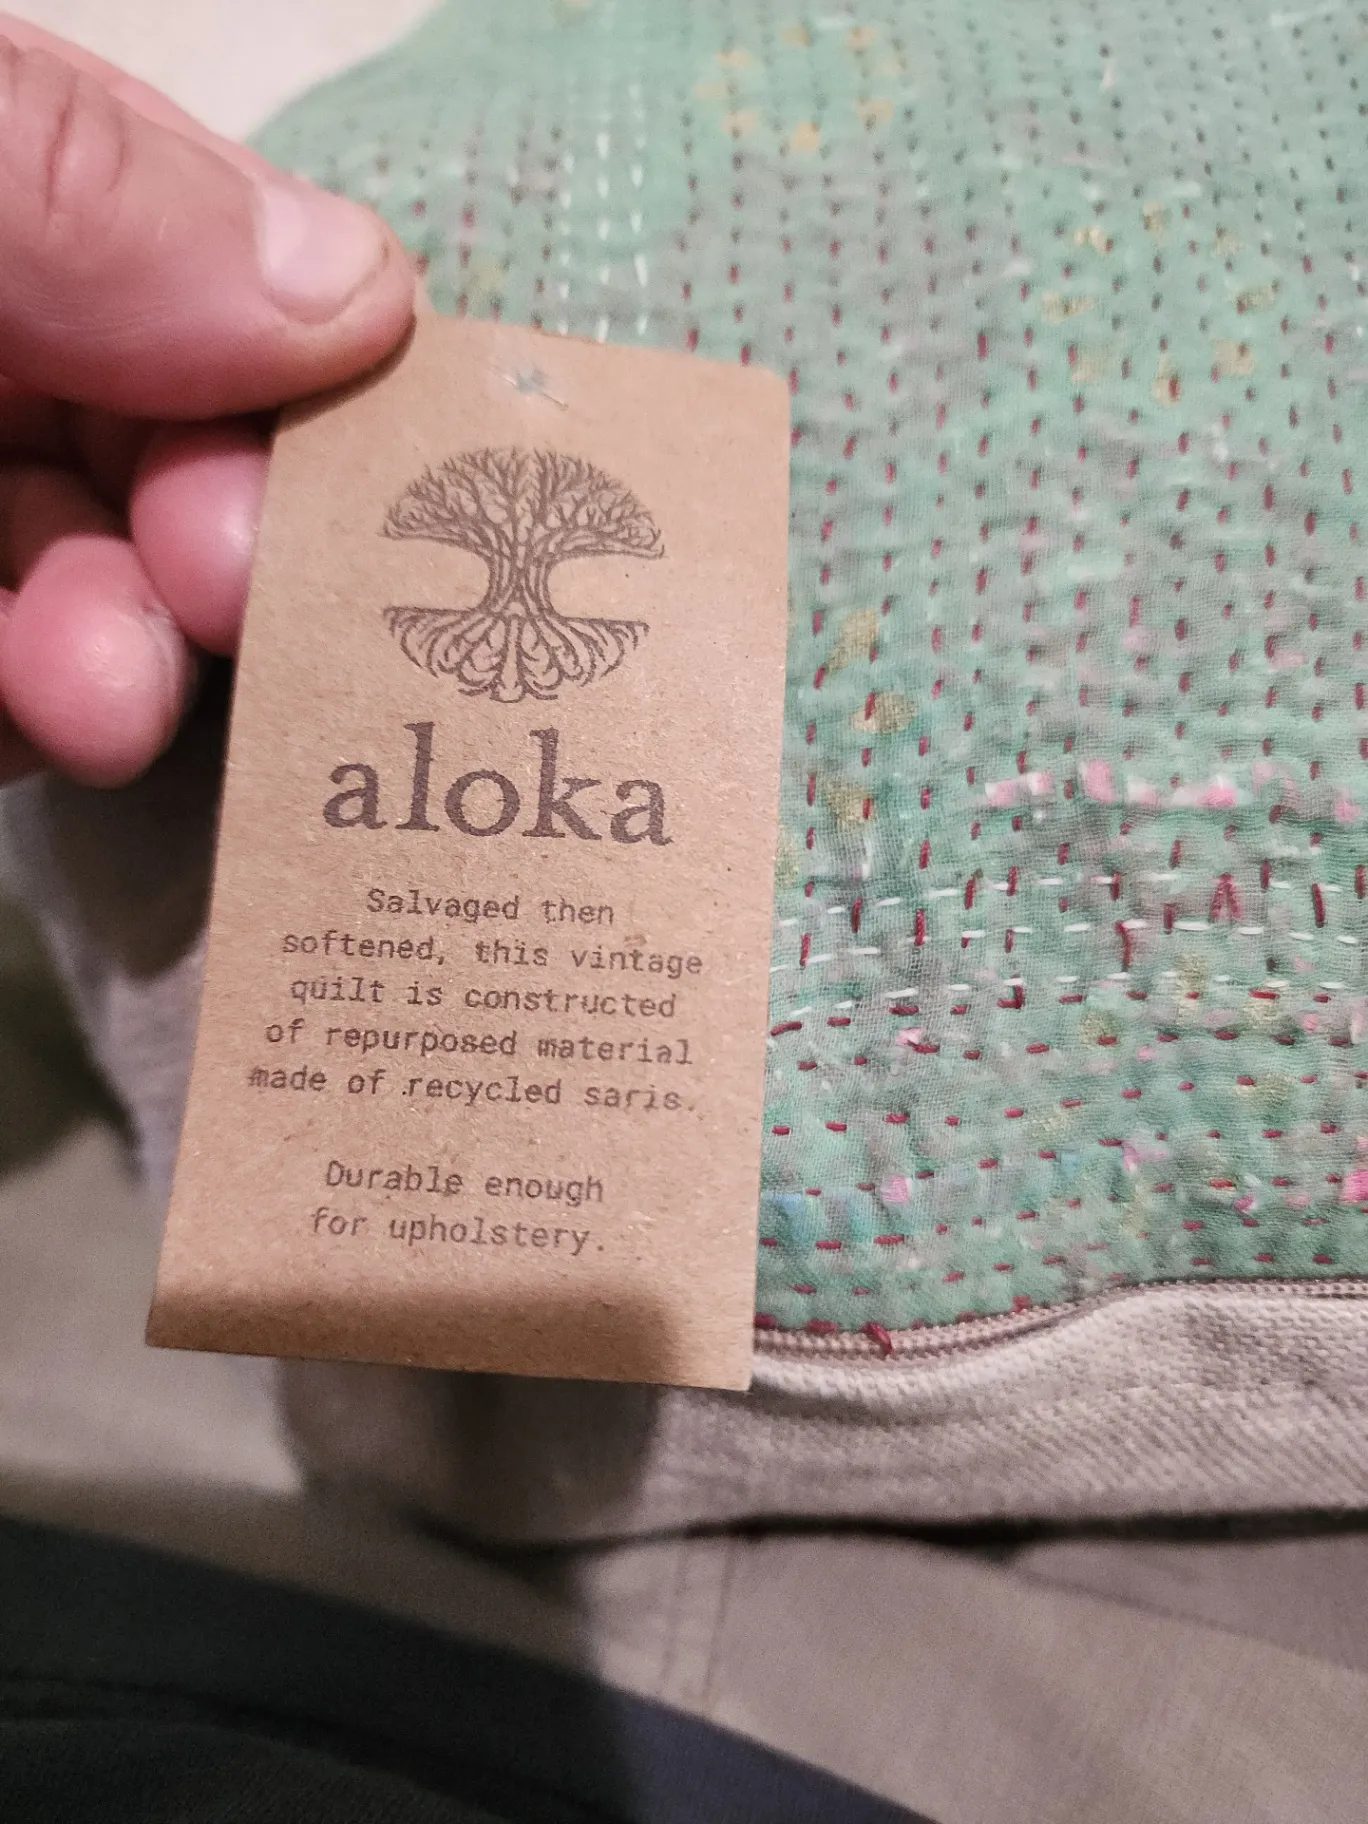 aloka
Salvaged then
softened, this vintage
quilt is constructed
of repurposed material
made of recycled saris.
Durable enough
for upholstery.